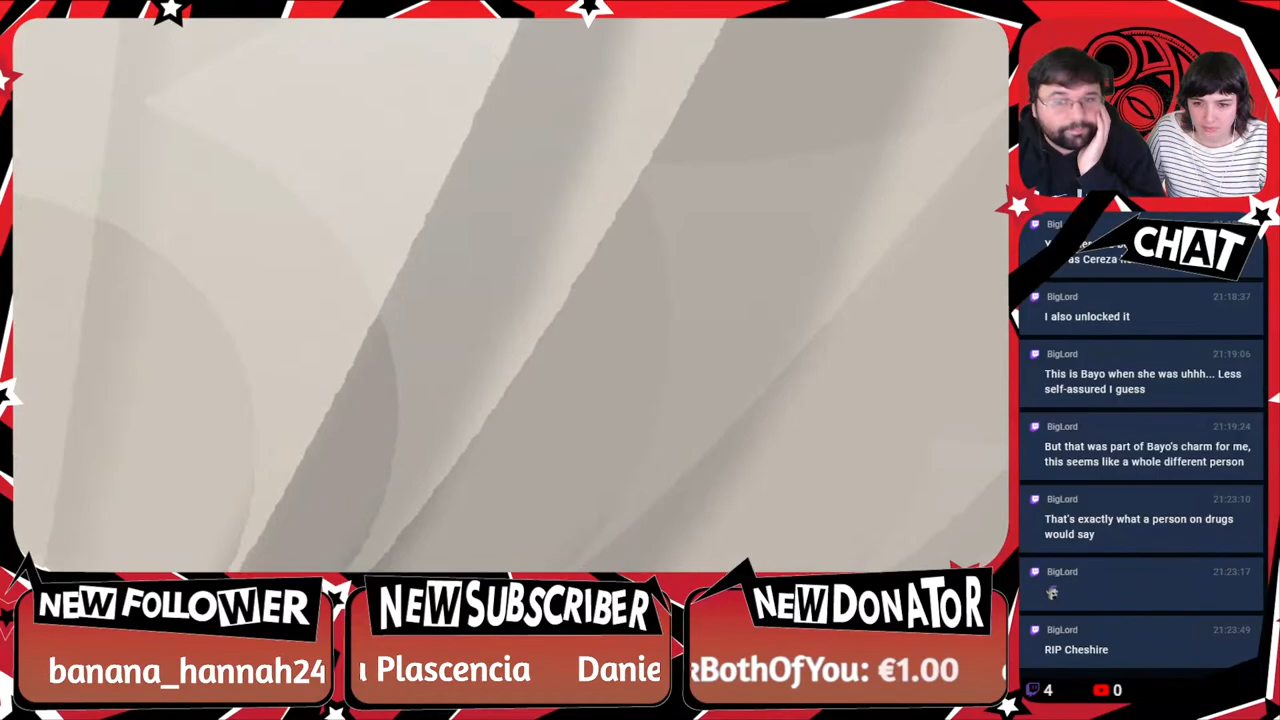 CHAT
as Cereza
BigLord 21:18:37
I also unlocked it
BigLord 21:19:06
This is Bayo when she was uhhh... Less
self-assured I guess
BigLord 21:19:24
But that was part of Bayo's charm for me,
this seems like a whole different person
BigLord 21:23:10
That's exactly what a person on drugs
would say
BigLord 21:23:17
BigLord 21:23:49
RIP Cheshire
4 0
NEW FOLLOWER
banana_hannah24
NEW SUBSCRIBER
Plascencia Danie
NEW DONATOR
rBothOfYou: €1.00